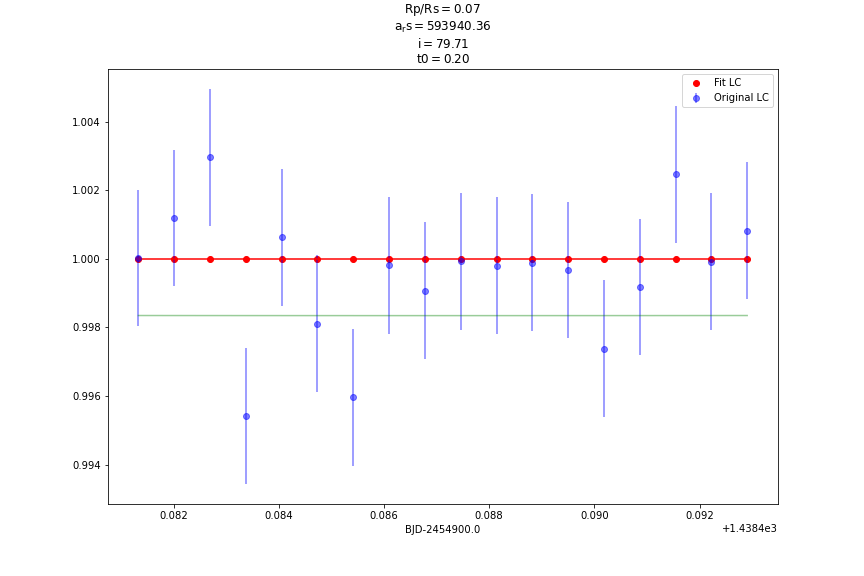 Rp/Rs = 0.07
aᵣs = 593940.36
i = 79.71
t0 = 0.20
Fit LC
Original LC
1.004
1.002
1.000
0.998
0.996
0.994
0.082 0.084 0.086 0.088 0.090 0.092
BJD-2454900.0
+1.4384e3